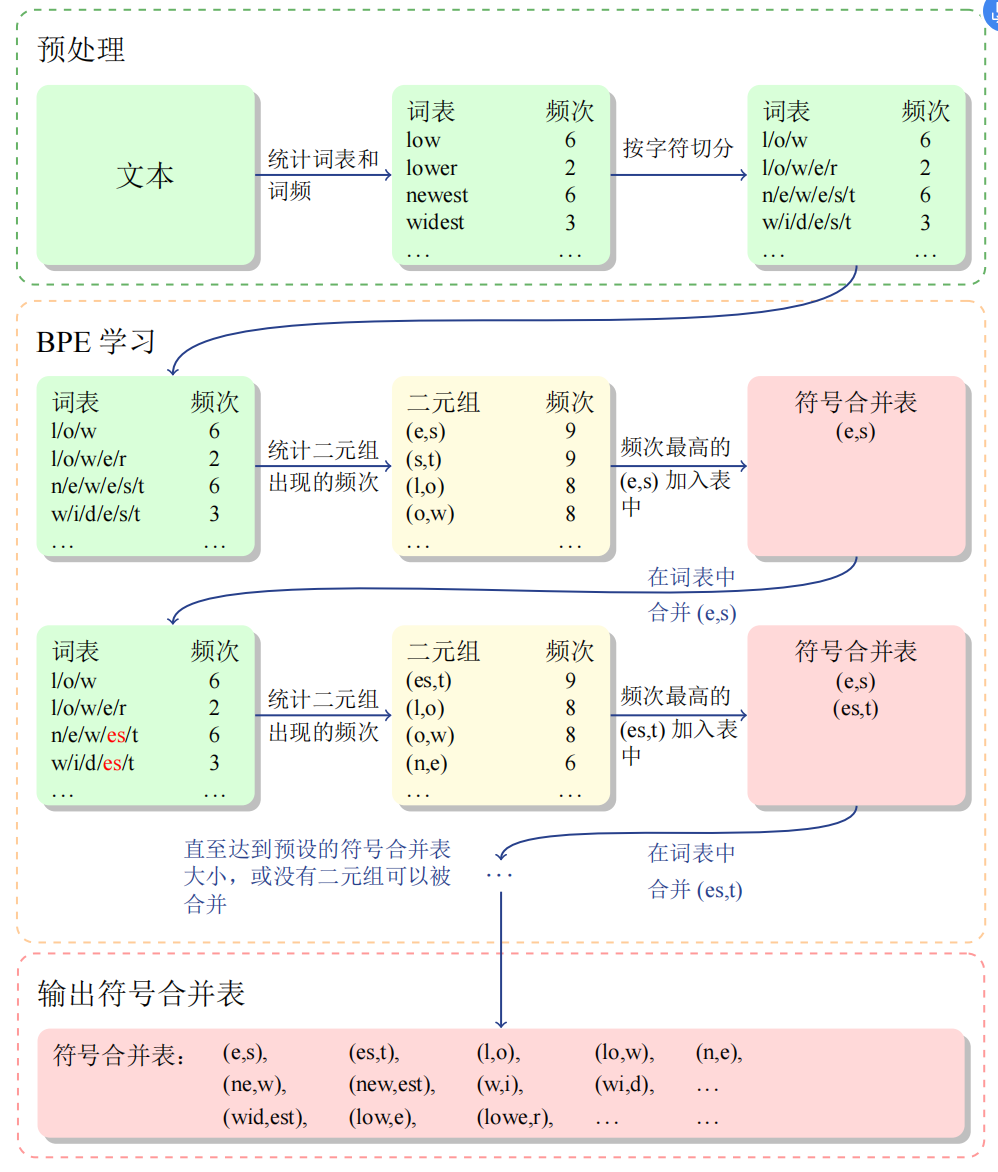 预处理
文本
统计词表和
词频
词表 频次
low 6
lower 2
newest 6
widest 3
... ...
按字符切分
词表 频次
l/o/w 6
l/o/w/e/r 2
n/e/w/e/s/t 6
w/i/d/e/s/t 3
... ...
BPE 学习
词表 频次
l/o/w 6
l/o/w/e/r 2
n/e/w/e/s/t 6
w/i/d/e/s/t 3
... ...
统计二元组
出现的频次
二元组 频次
(e,s) 9
(s,t) 9
(l,o) 8
(o,w) 8
... ...
频次最高的
(e,s) 加入表
中
符号合并表
(e,s)
在词表中
合并 (e,s)
词表 频次
l/o/w 6
l/o/w/e/r 2
n/e/w/es/t 6
w/i/d/es/t 3
... ...
统计二元组
出现的频次
二元组 频次
(es,t) 9
(l,o) 8
(o,w) 8
(n,e) 6
... ...
频次最高的
(es,t) 加入表
中
符号合并表
(e,s)
(es,t)
在词表中
合并 (es,t)
直至达到预设的符号合并表
大小，或没有二元组可以被
合并
...
输出符号合并表
符号合并表： (e,s), (es,t), (l,o), (lo,w), (n,e),
(ne,w), (new,est), (w,i), (wi,d), ...
(wid,est), (low,e), (lowe,r), ... ...